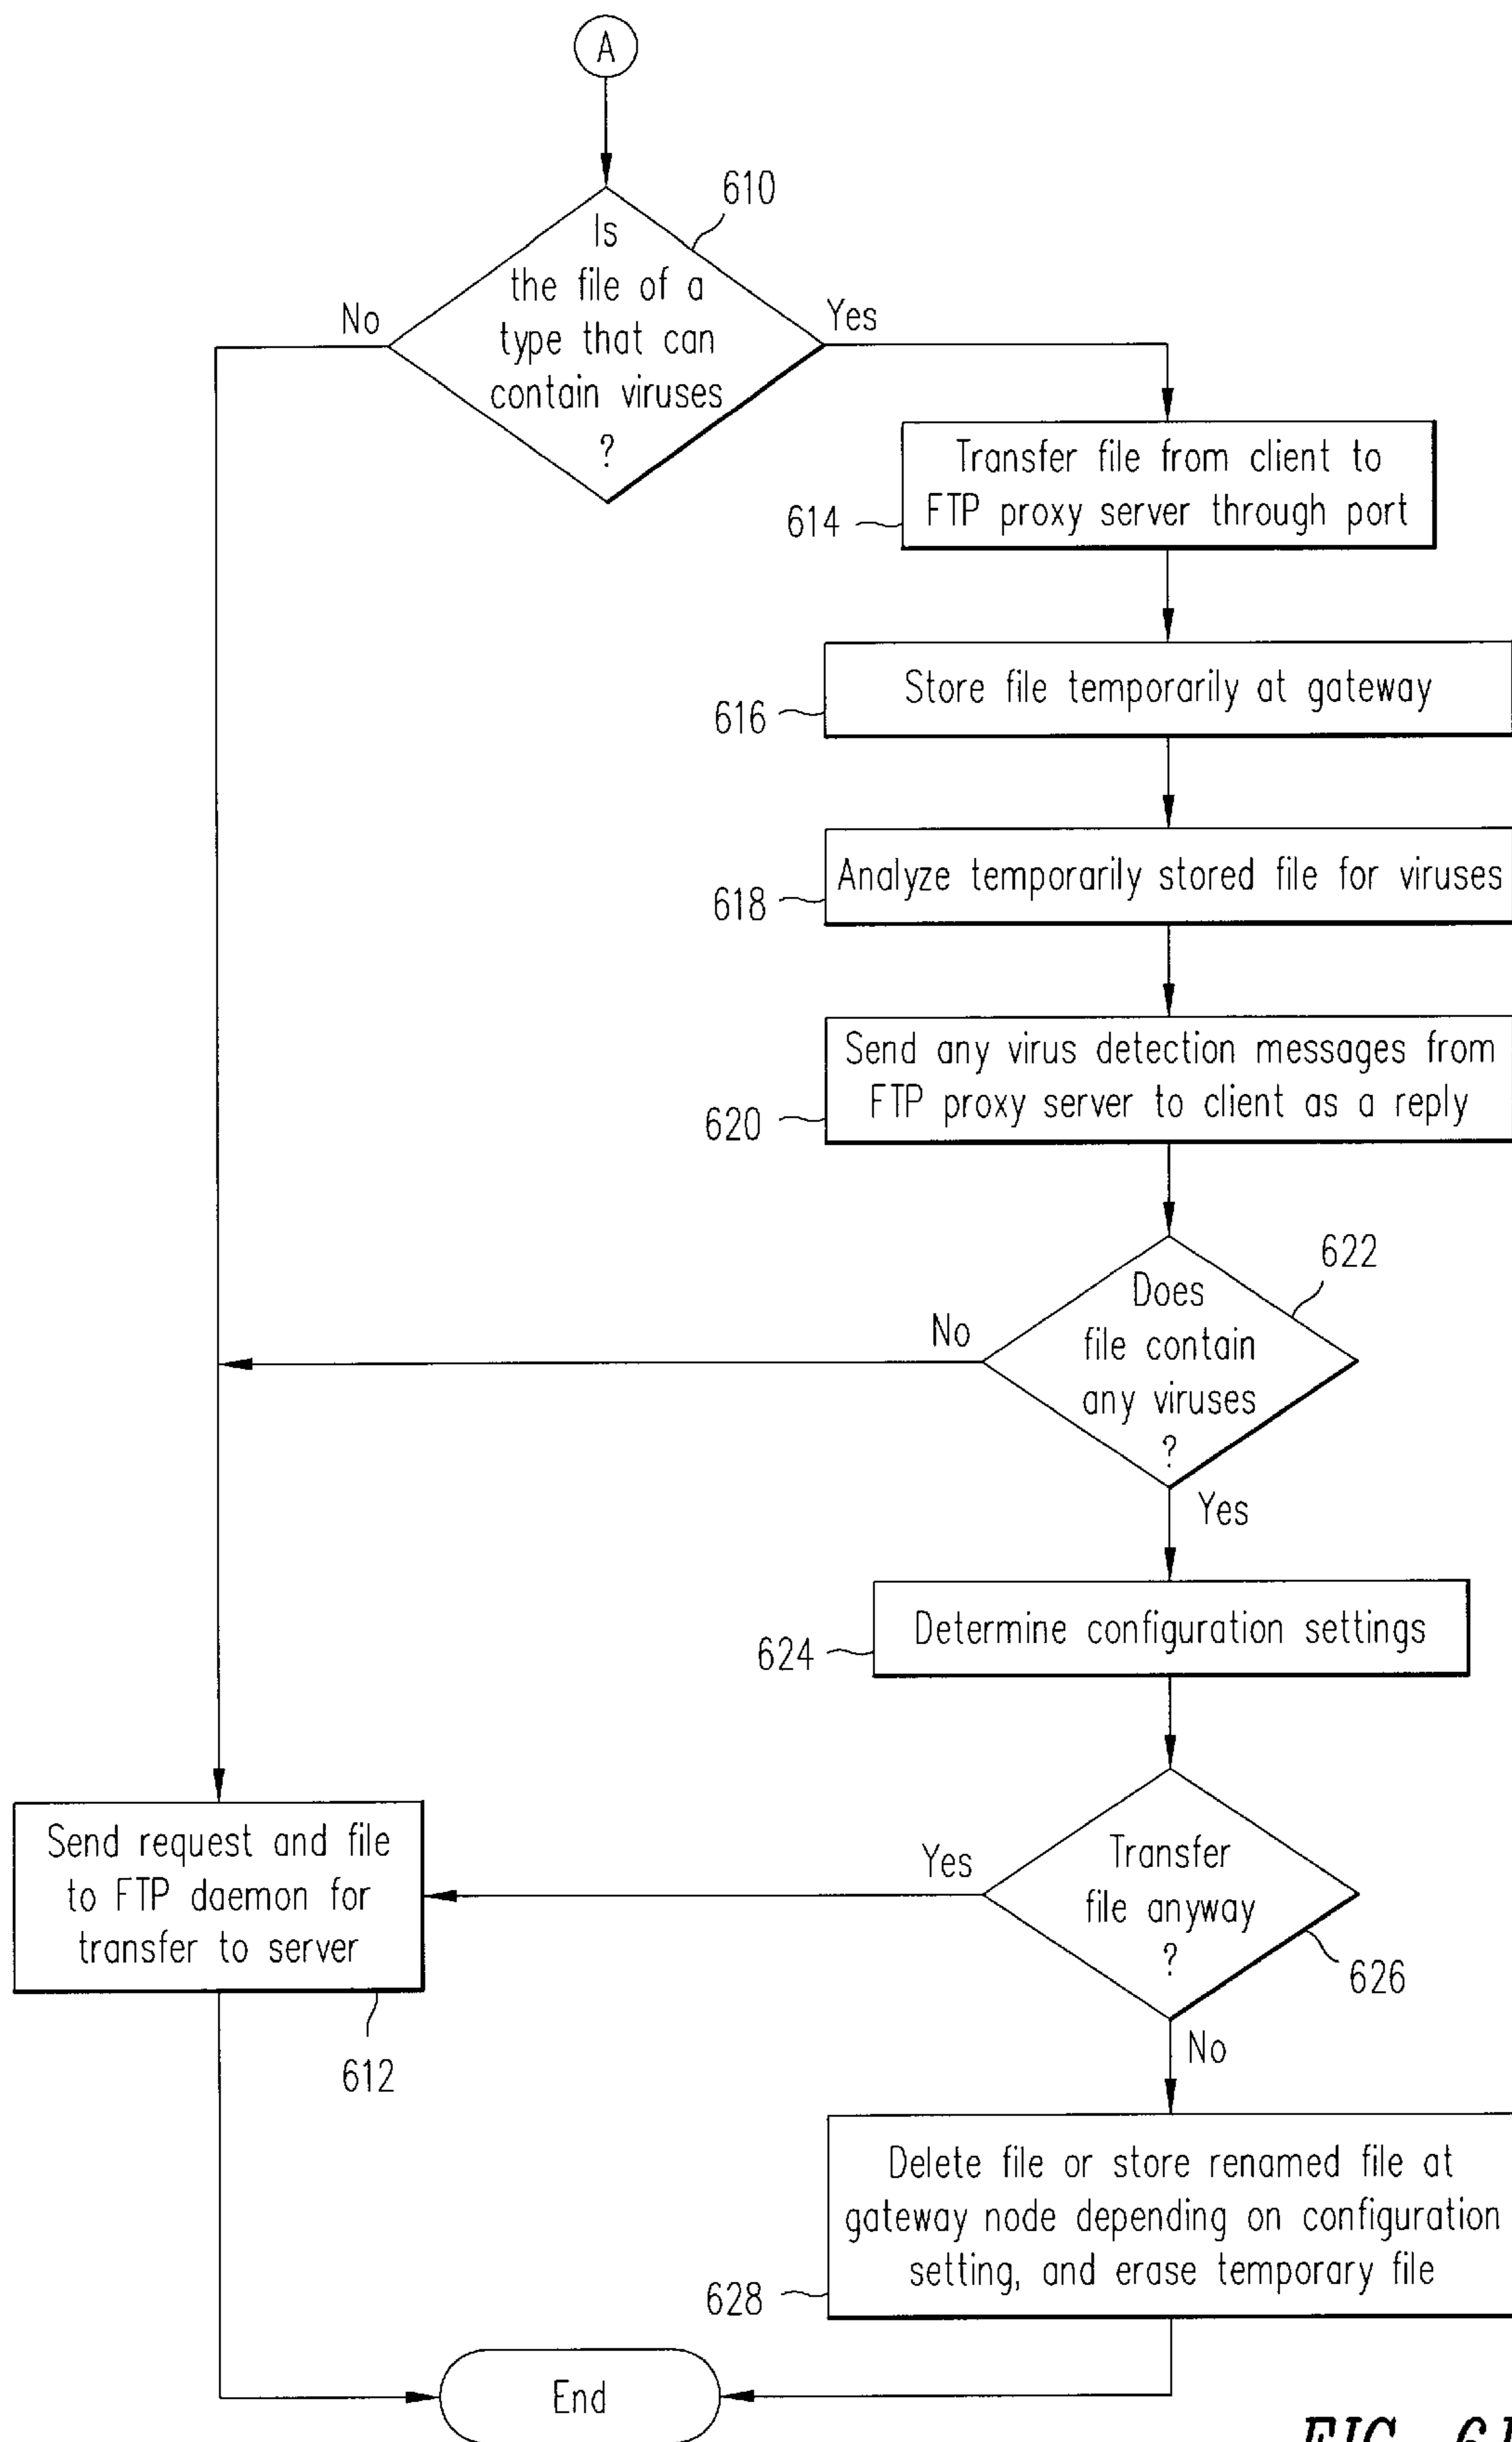 A
610
Is
the file of a
type that can
contain viruses
?
No
Yes
Transfer file from client to
FTP proxy server through port
614
Store file temporarily at gateway
616
Analyze temporarily stored file for viruses
618
Send any virus detection messages from
FTP proxy server to client as a reply
620
622
Does
file contain
any viruses
?
No
Yes
Determine configuration settings
624
Send request and file
to FTP daemon for
transfer to server
612
Yes
Transfer
file anyway
?
626
No
Delete file or store renamed file at
gateway node depending on configuration
setting, and erase temporary file
628
End
FIG.